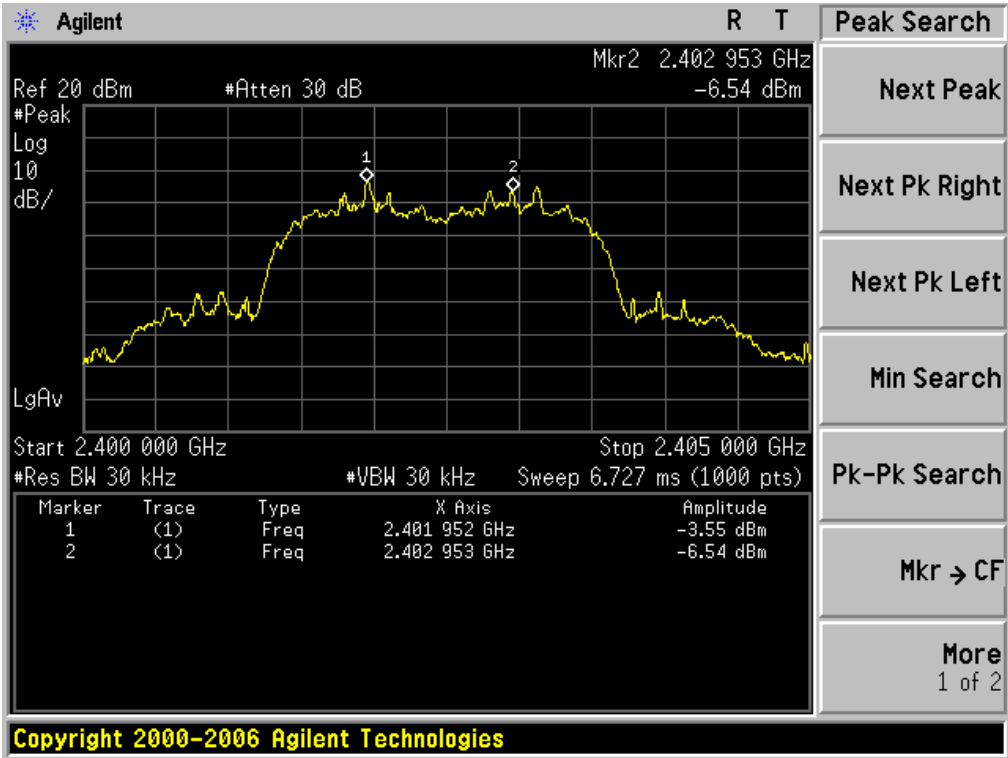 Agilent R T
Mkr2 2.402 953 GHz
Ref 20 dBm #Atten 30 dB -6.54 dBm
#Peak
Log
10
dB/
1
2
LgAv
Start 2.400 000 GHz Stop 2.405 000 GHz
#Res BW 30 kHz #VBW 30 kHz Sweep 6.727 ms (1000 pts)
Marker Trace Type X Axis Amplitude
1 (1) Freq 2.401 952 GHz -3.55 dBm
2 (1) Freq 2.402 953 GHz -6.54 dBm
Copyright 2000-2006 Agilent Technologies
Peak Search
Next Peak
Next Pk Right
Next Pk Left
Min Search
Pk-Pk Search
Mkr → CF
More
1 of 2